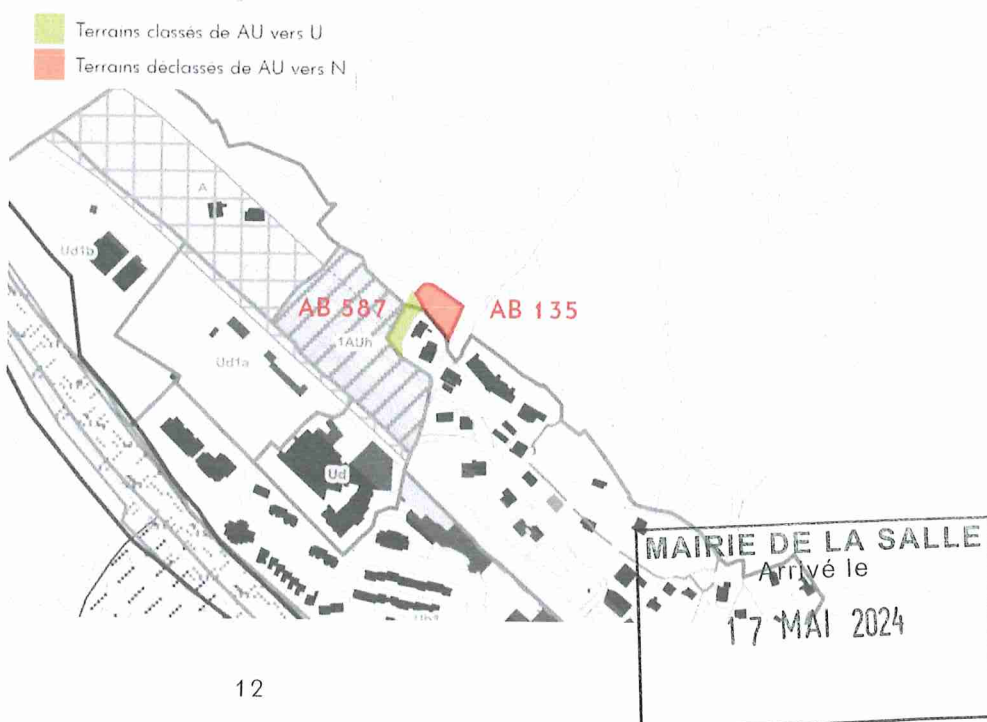 Terrains classés de AU vers U
Terrains déclassés de AU vers N
A
Ud1b
AB 587
AB 135
1AUh
Ud1a
Ud
MAIRIE DE LA SALLE
Arrivé le
17 MAI 2024
12